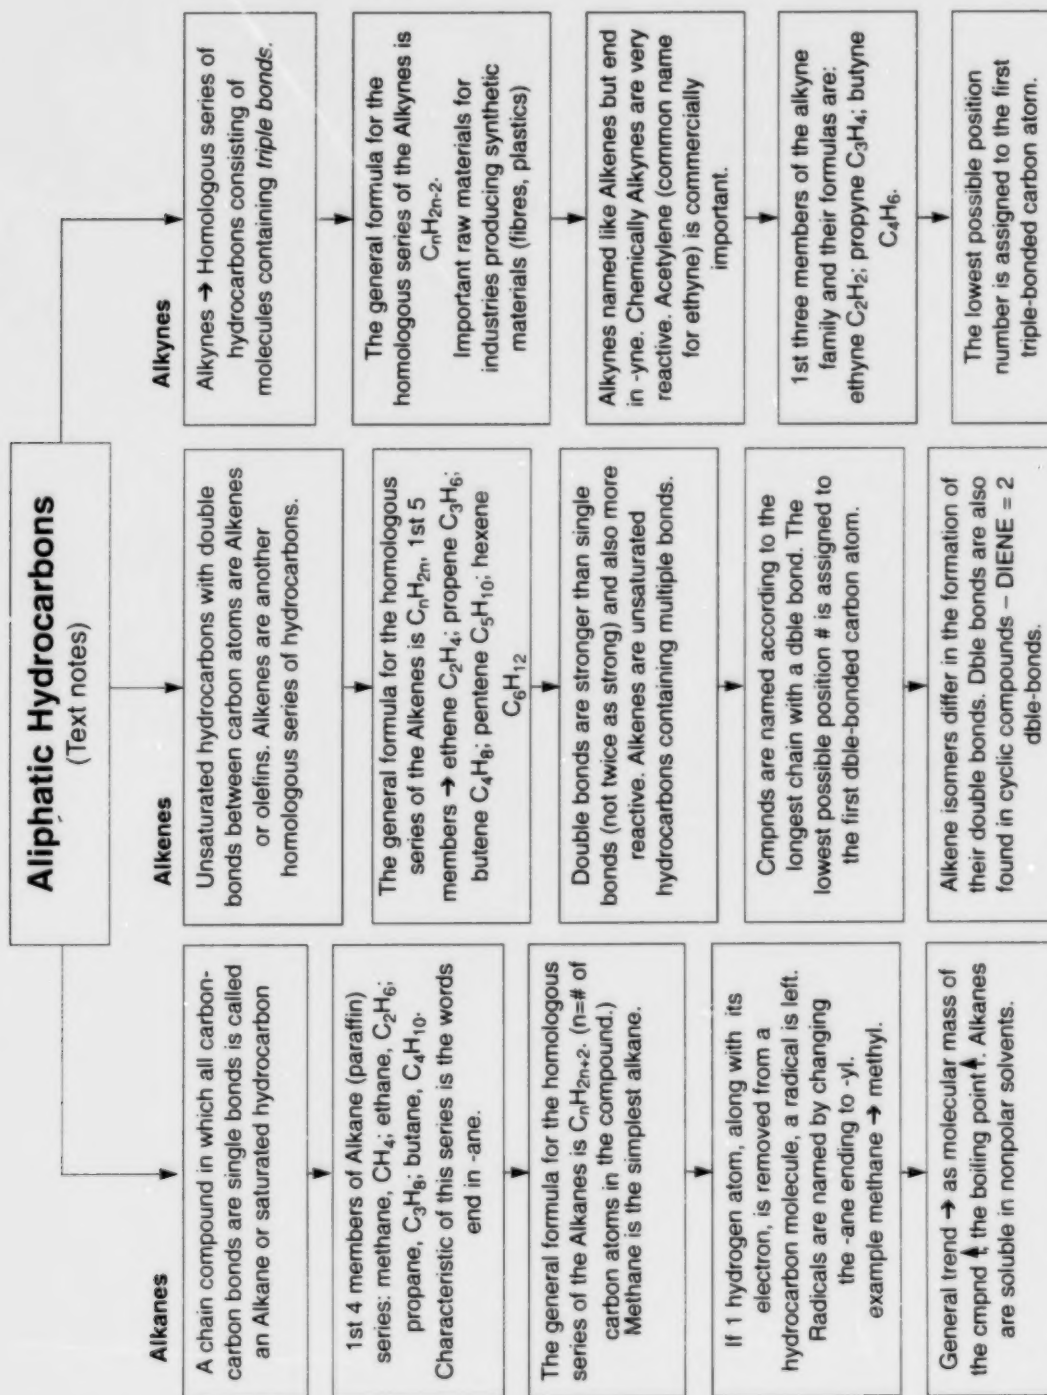 Aliphatic Hydrocarbons
(Text notes)
Alkanes
A chain compound in which all carbon-
carbon bonds are single bonds is called
an Alkane or saturated hydrocarbon
1st 4 members of Alkane (paraffin)
series: methane, CH₄; ethane, C₂H₆;
propane, C₃H₈; butane, C₄H₁₀.
Characteristic of this series is the words
end in -ane.
The general formula for the homologous
series of the Alkanes is CₙH₂ₙ₊₂. (n=# of
carbon atoms in the compound.)
Methane is the simplest alkane.
If 1 hydrogen atom, along with its
electron, is removed from a
hydrocarbon molecule, a radical is left.
Radicals are named by changing
the -ane ending to -yl.
example methane → methyl.
General trend → as molecular mass of
the cmpnd ↑, the boiling point ↑. Alkanes
are soluble in nonpolar solvents.
Alkenes
Unsaturated hydrocarbons with double
bonds between carbon atoms are Alkenes
or olefins. Alkenes are another
homologous series of hydrocarbons.
The general formula for the homologous
series of the Alkenes is CₙH₂ₙ, 1st 5
members → ethene C₂H₄; propene C₃H₆;
butene C₄H₈; pentene C₅H₁₀; hexene
C₆H₁₂
Double bonds are stronger than single
bonds (not twice as strong) and also more
reactive. Alkenes are unsaturated
hydrocarbons containing multiple bonds.
Cmpnds are named according to the
longest chain with a dble bond. The
lowest possible position # is assigned to
the first dble-bonded carbon atom.
Alkene isomers differ in the formation of
their double bonds. Dble bonds are also
found in cyclic compounds – DIENE = 2
dble-bonds.
Alkynes
Alkynes → Homologous series of
hydrocarbons consisting of
molecules containing triple bonds.
The general formula for the
homologous series of the Alkynes is
CₙH₂ₙ₋₂.
Important raw materials for
industries producing synthetic
materials (fibres, plastics)
Alkynes named like Alkenes but end
in -yne. Chemically Alkynes are very
reactive. Acetylene (common name
for ethyne) is commercially
important.
1st three members of the alkyne
family and their formulas are:
ethyne C₂H₂; propyne C₃H₄; butyne
C₄H₆.
The lowest possible position
number is assigned to the first
triple-bonded carbon atom.